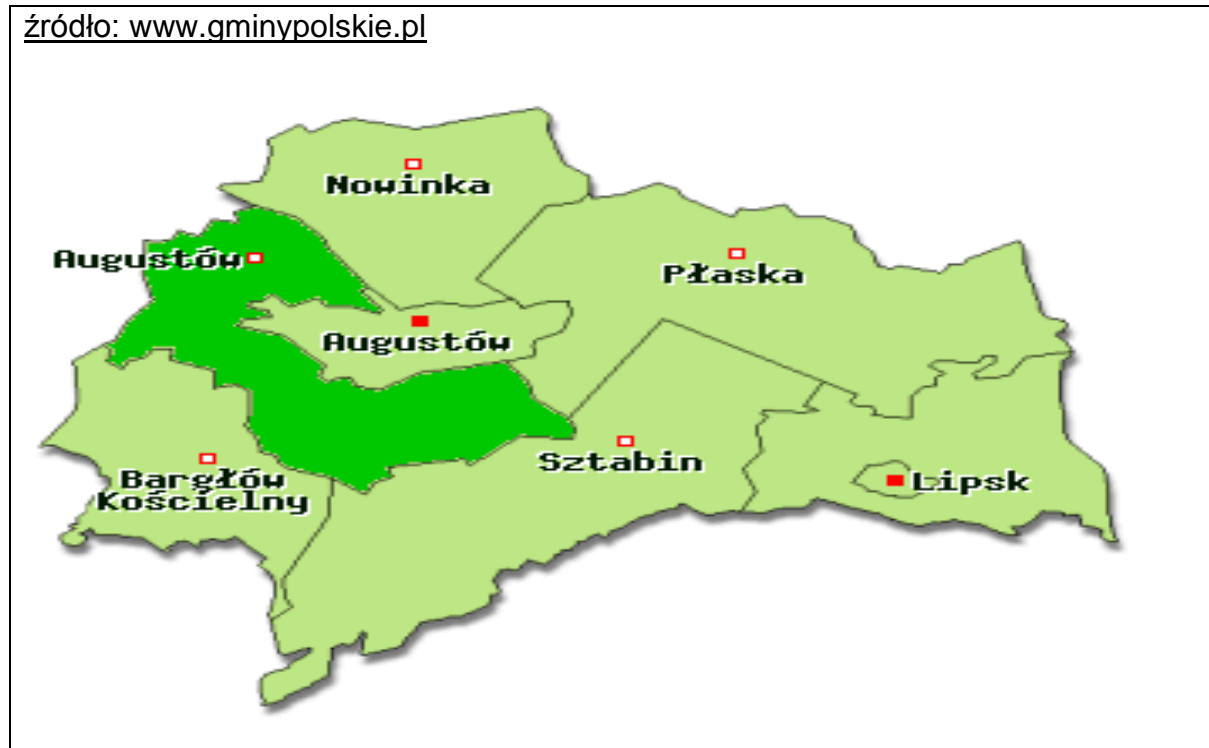 źródło: www.gminypolskie.pl
Nowinka
Augustów
Płaska
Augustów
Sztabin
Bargłów
Kościelny
Lipsk